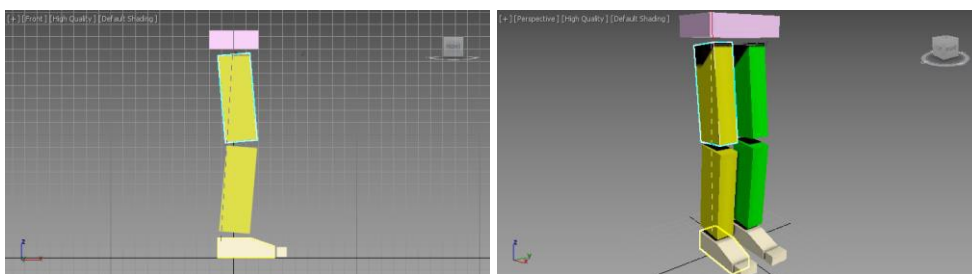 [+] [Front] [High Quality] [Default Shading]
[+] [Perspective] [High Quality] [Default Shading]